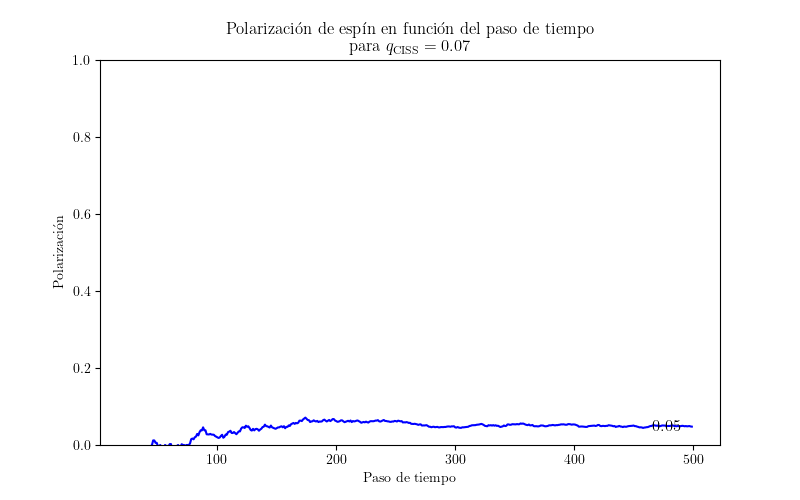 Polarización de espín en función del paso de tiempo
para q_CISS = 0.07
1.0
0.8
0.6
0.4
0.2
0.0
Polarización
0.05
100 200 300 400 500
Paso de tiempo